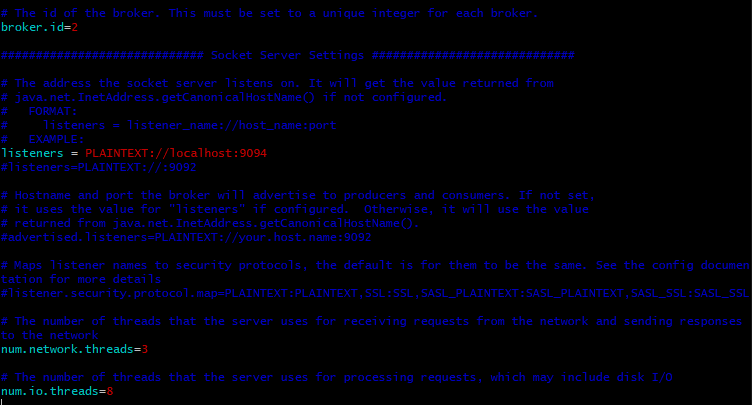 # The id of the broker. This must be set to a unique integer for each broker.
broker.id=2
############################# Socket Server Settings #############################
# The address the socket server listens on. It will get the value returned from
# java.net.InetAddress.getCanonicalHostName() if not configured.
#   FORMAT:
#     listeners = listener_name://host_name:port
#   EXAMPLE:
listeners = PLAINTEXT://localhost:9094
#listeners=PLAINTEXT://:9092
# Hostname and port the broker will advertise to producers and consumers. If not set,
# it uses the value for "listeners" if configured.  Otherwise, it will use the value
# returned from java.net.InetAddress.getCanonicalHostName().
#advertised.listeners=PLAINTEXT://your.host.name:9092
# Maps listener names to security protocols, the default is for them to be the same. See the config documen
tation for more details
#listener.security.protocol.map=PLAINTEXT:PLAINTEXT,SSL:SSL,SASL_PLAINTEXT:SASL_PLAINTEXT,SASL_SSL:SASL_SSL
# The number of threads that the server uses for receiving requests from the network and sending responses
to the network
num.network.threads=3
# The number of threads that the server uses for processing requests, which may include disk I/O
num.io.threads=8